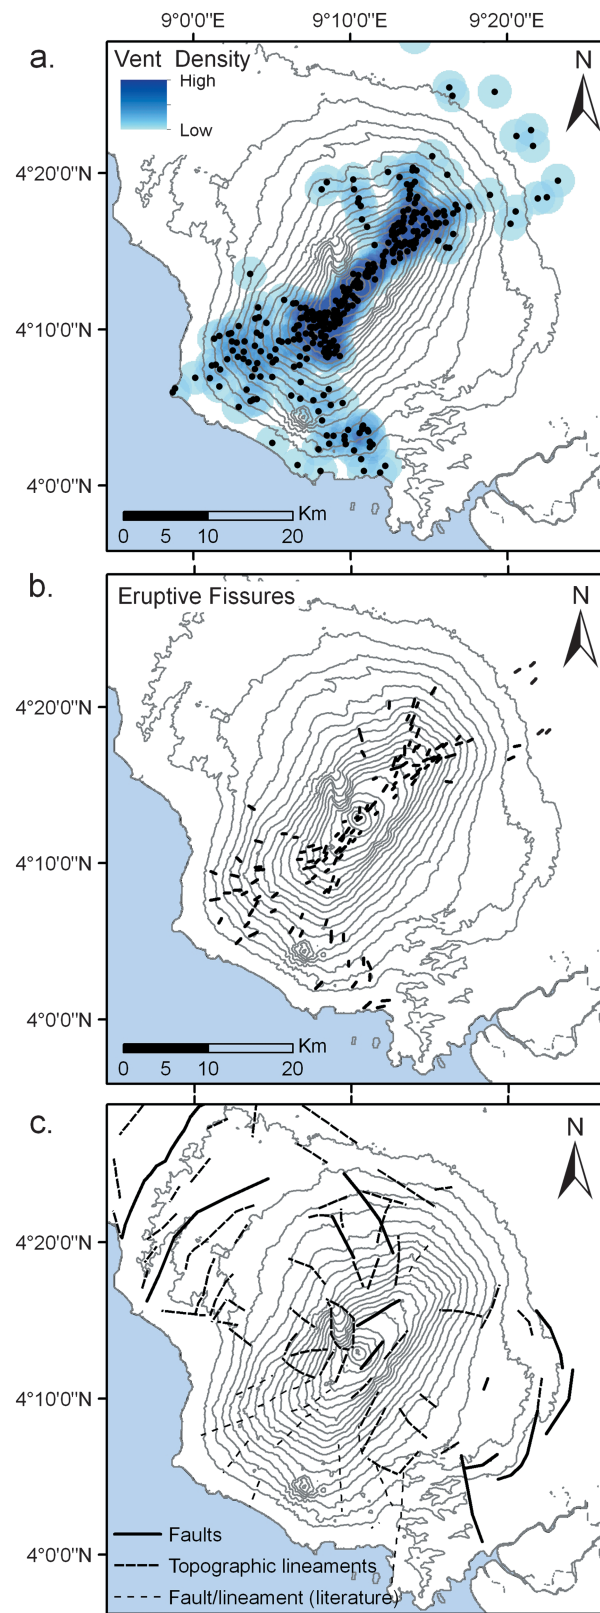 9°0'0"E 9°10'0"E 9°20'0"E
a.
Vent Density
High
Low
N
4°20'0"N
4°10'0"N
4°0'0"N
Km
0 5 10 20
b.
Eruptive Fissures
N
4°20'0"N
4°10'0"N
4°0'0"N
Km
0 5 10 20
c.
N
4°20'0"N
4°10'0"N
4°0'0"N
Faults
Topographic lineaments
Fault/lineament (literature)